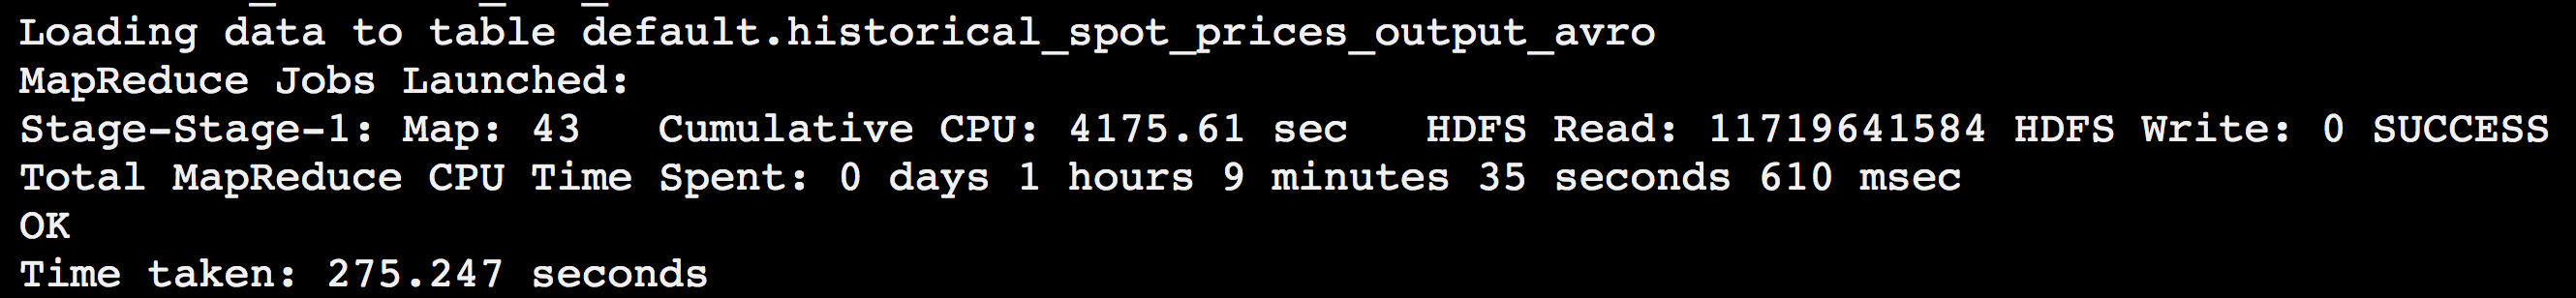 Loading data to table default.historical_spot_prices_output_avro
MapReduce Jobs Launched:
Stage-Stage-1: Map: 43   Cumulative CPU: 4175.61 sec   HDFS Read: 11719641584 HDFS Write: 0 SUCCESS
Total MapReduce CPU Time Spent: 0 days 1 hours 9 minutes 35 seconds 610 msec
OK
Time taken: 275.247 seconds